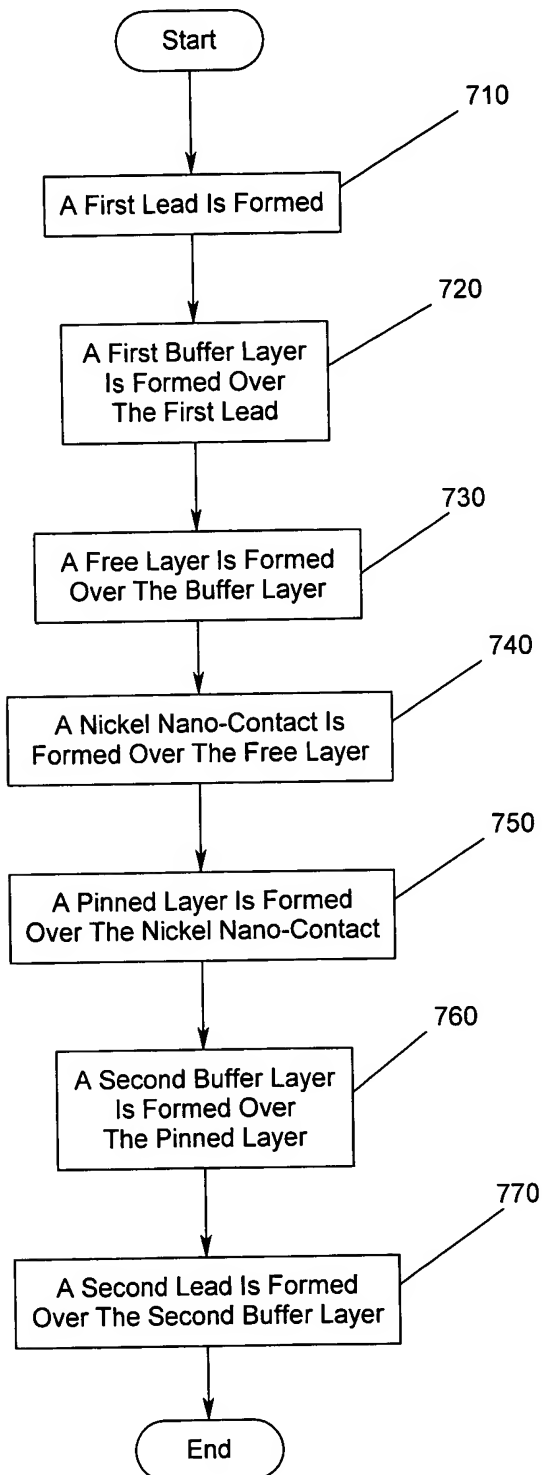 Start
710
A First Lead Is Formed
720
A First Buffer Layer
Is Formed Over
The First Lead
730
A Free Layer Is Formed
Over The Buffer Layer
740
A Nickel Nano-Contact Is
Formed Over The Free Layer
750
A Pinned Layer Is Formed
Over The Nickel Nano-Contact
760
A Second Buffer Layer
Is Formed Over
The Pinned Layer
770
A Second Lead Is Formed
Over The Second Buffer Layer
End